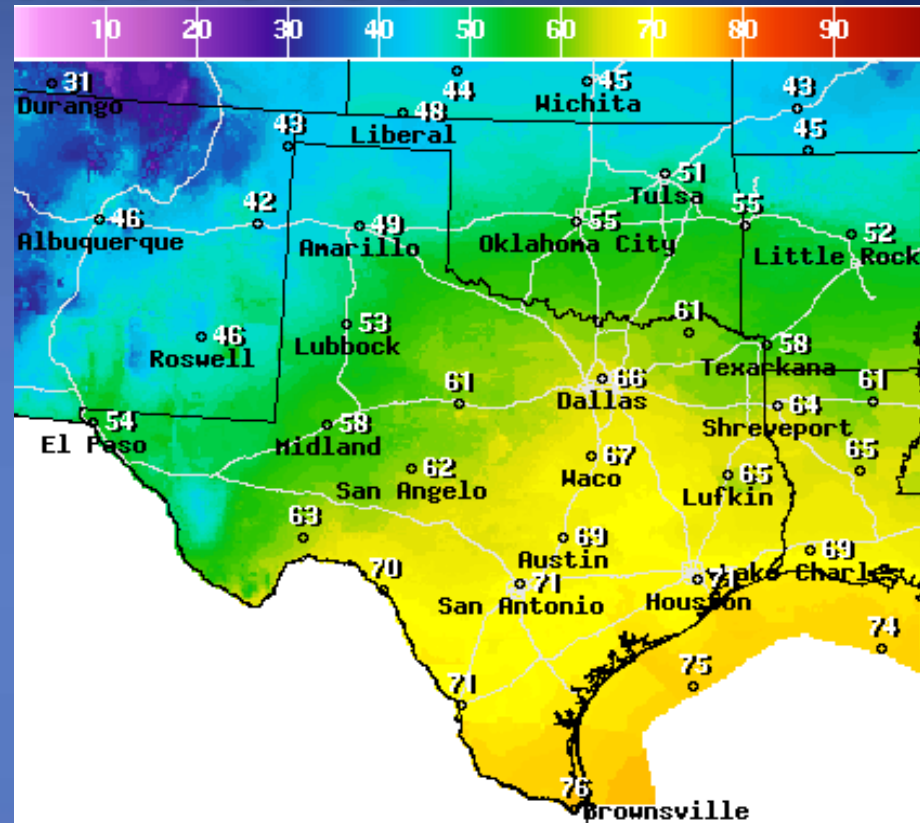 10 20 30 40 50 60 70 80 90
31
Durango
44
45
Wichita
43
48
Liberal
43
45
51
Tulsa
46
Albuquerque
42
49
Amarillo
55
Oklahoma City
55
52
Little Rock
46
Roswell
53
Lubbock
61
58
Texarkana
66
Dallas
61
61
64
Shreveport
54
El Paso
58
Midland
62
San Angelo
67
Waco
65
Lufkin
65
63
69
Austin
69
Lake Charles
70
71
San Antonio
71
Houston
74
75
71
76
Brownsville